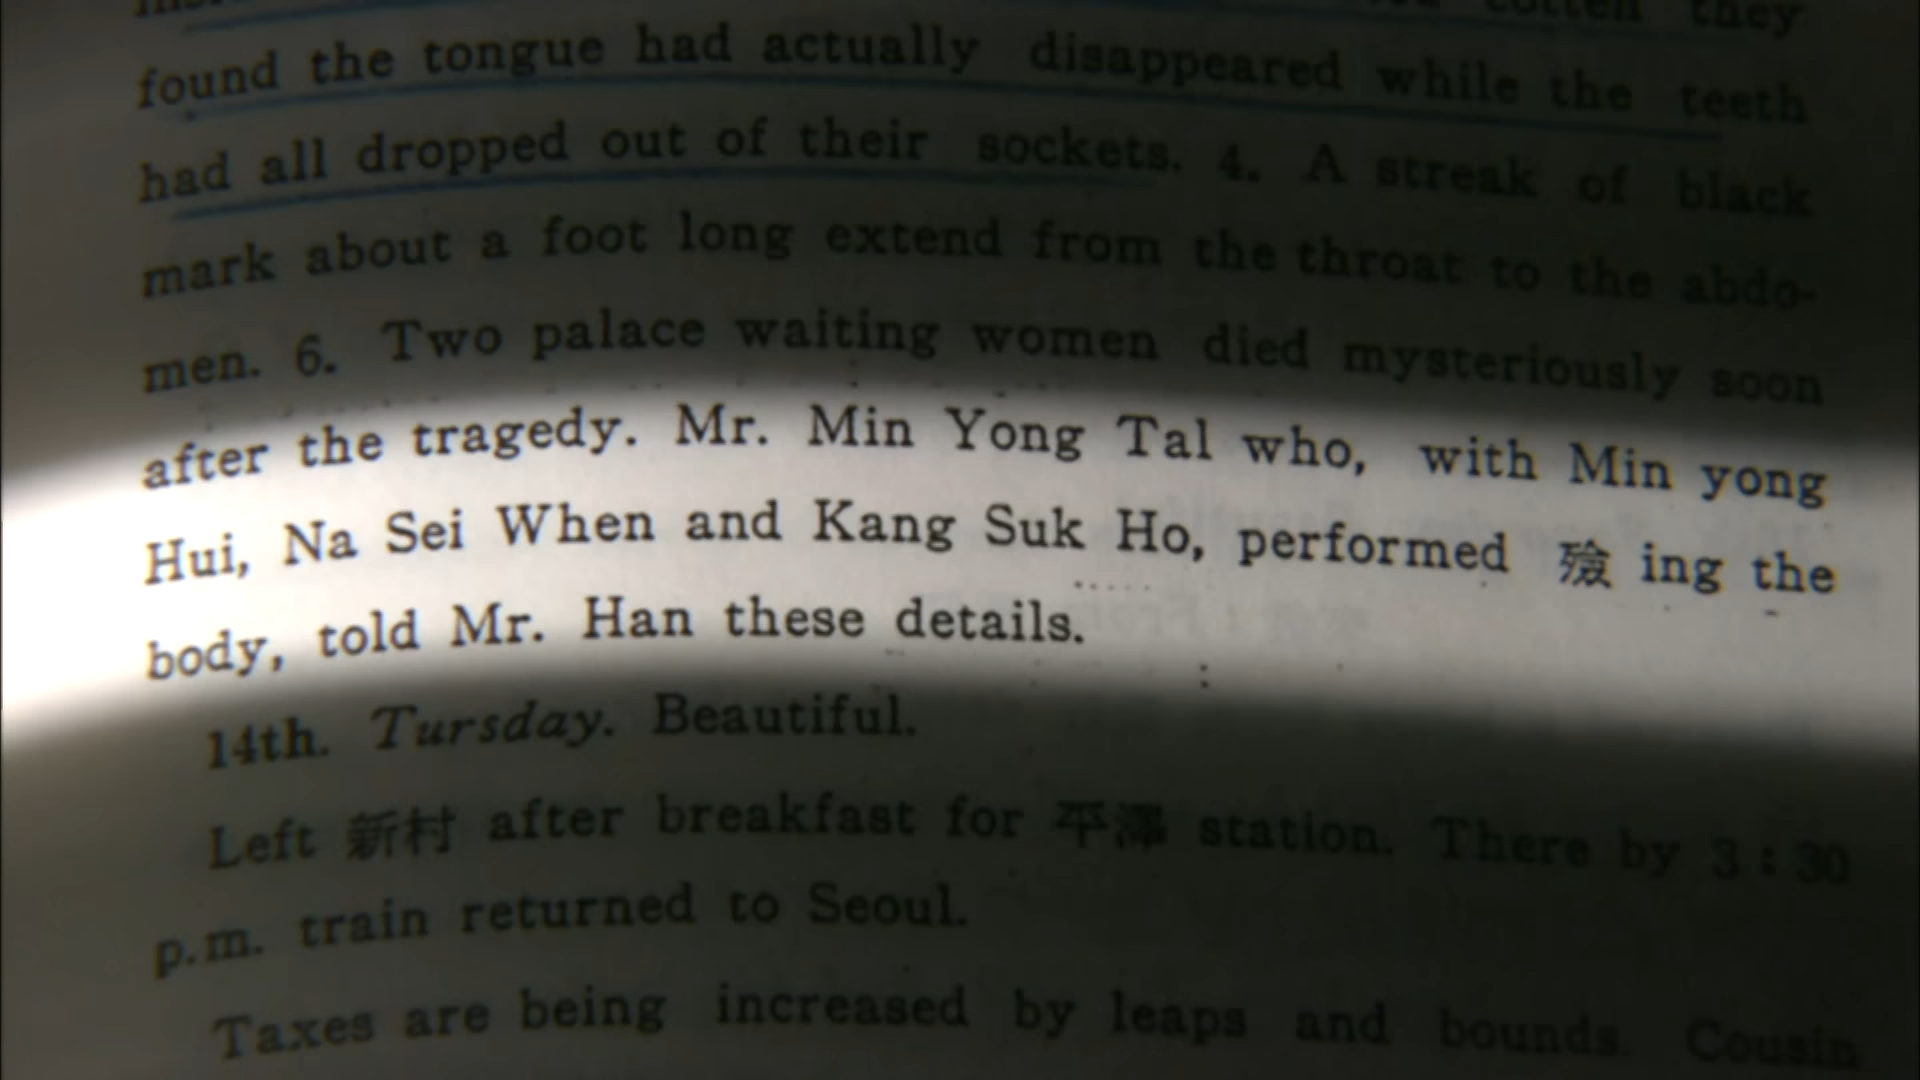 cotten they
found the tongue had actually disappeared while the teeth
had all dropped out of their sockets. 4. A streak of black
mark about a foot long extend from the throat to the abdo-
men. 6. Two palace waiting women died mysteriously soon
after the tragedy. Mr. Min Yong Tal who, with Min yong
Hui, Na Sei When and Kang Suk Ho, performed 殮 ing the
body, told Mr. Han these details.
14th. Tursday. Beautiful.
Left 新村 after breakfast for 平澤 station. There by 3:30
p.m. train returned to Seoul.
Taxes are being increased by leaps and bounds. Cousin